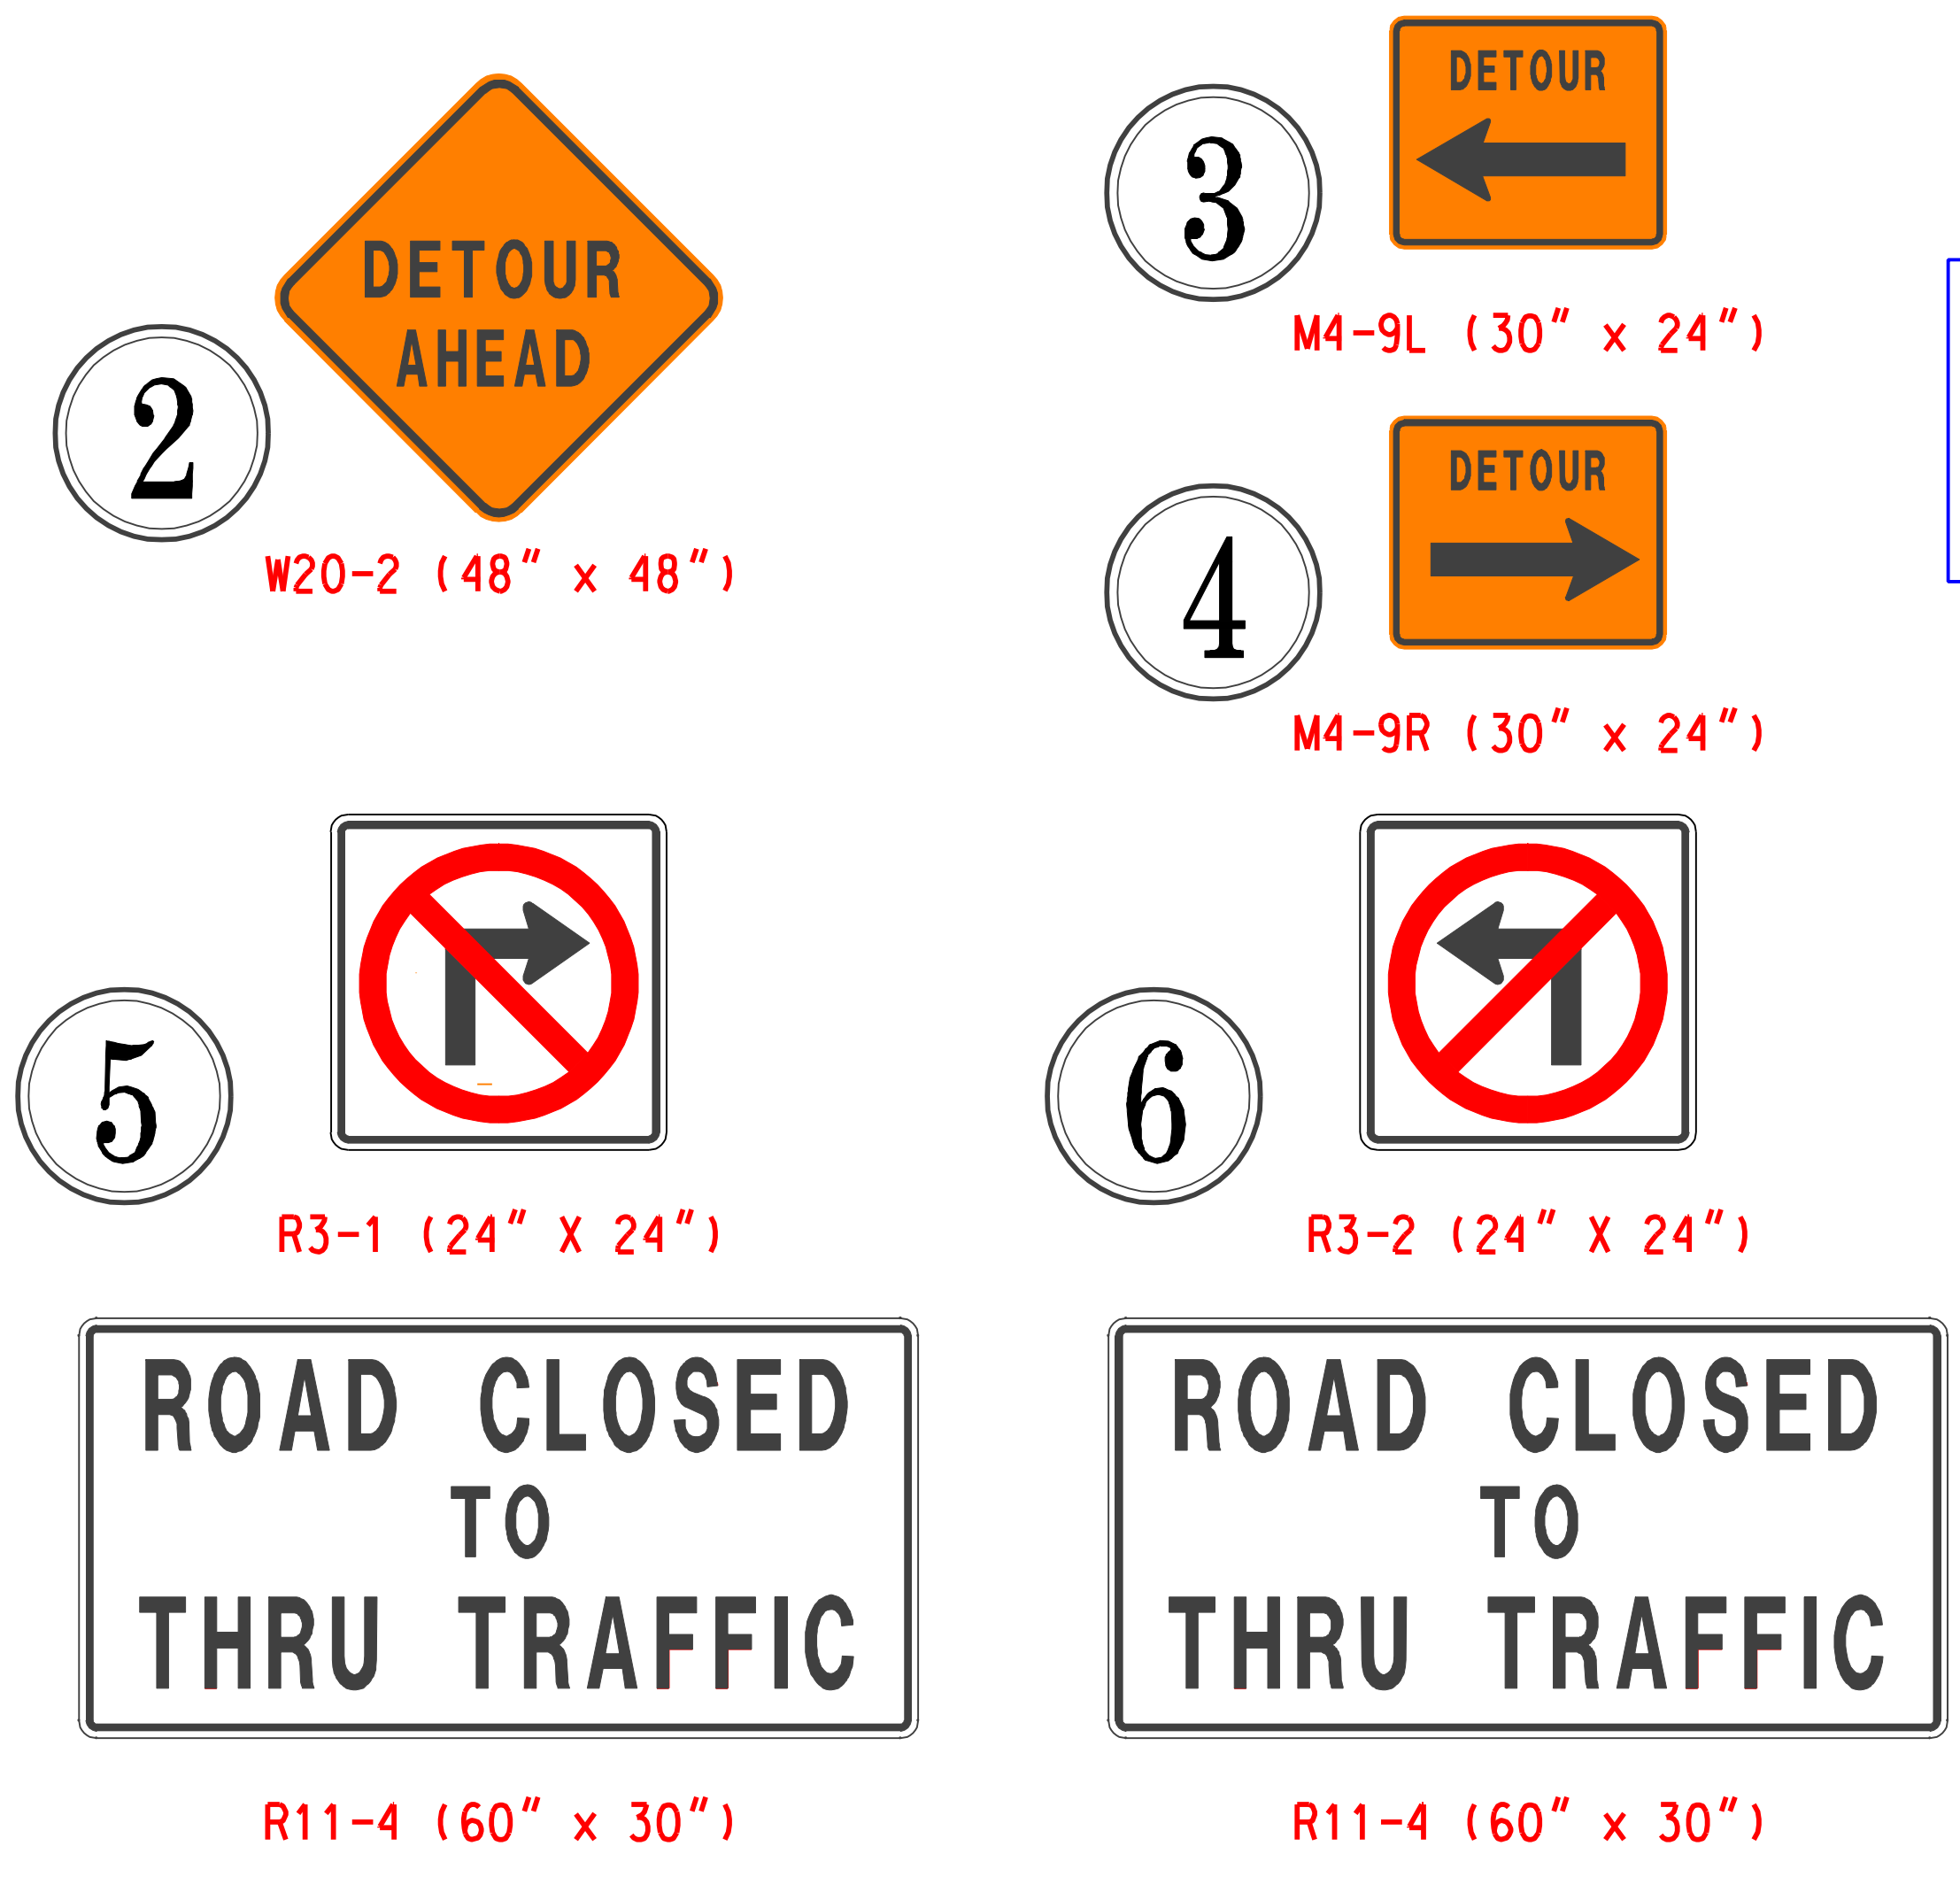 2
DETOUR
AHEAD
W20-2 (48" x 48")
3
DETOUR
M4-9L (30" x 24")
4
DETOUR
M4-9R (30" x 24")
5
R3-1 (24" X 24")
6
R3-2 (24" X 24")
ROAD CLOSED
TO
THRU TRAFFIC
R11-4 (60" x 30")
ROAD CLOSED
TO
THRU TRAFFIC
R11-4 (60" x 30")